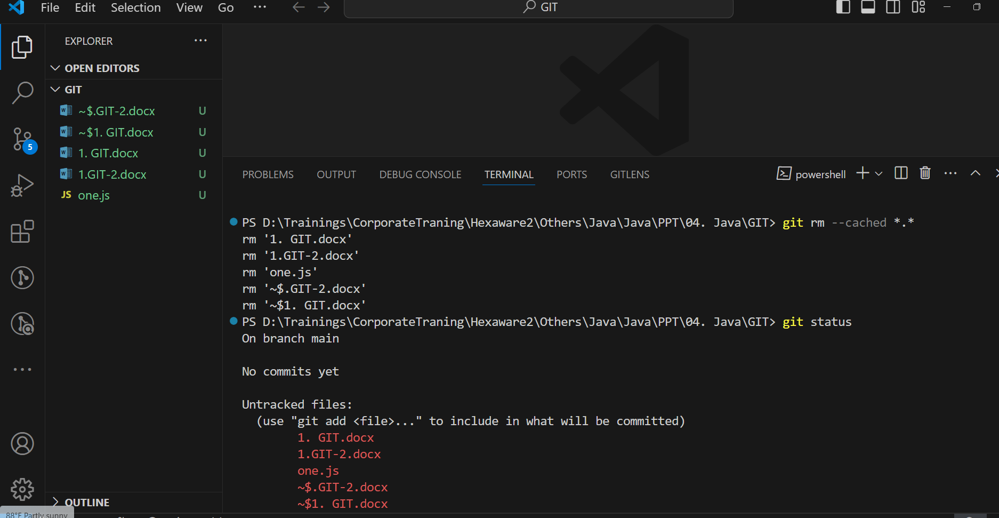 File Edit Selection View Go ··· GIT
EXPLORER ···
OPEN EDITORS
GIT
~$.GIT-2.docx U
~$1. GIT.docx U
1. GIT.docx U
1.GIT-2.docx U
JS one.js U
5
OUTLINE
88°F Partly sunny
PROBLEMS OUTPUT DEBUG CONSOLE TERMINAL PORTS GITLENS powershell
PS D:\Trainings\CorporateTraning\Hexaware2\Others\Java\Java\PPT\04. Java\GIT> git rm --cached *.*
rm '1. GIT.docx'
rm '1.GIT-2.docx'
rm 'one.js'
rm '~$.GIT-2.docx'
rm '~$1. GIT.docx'
PS D:\Trainings\CorporateTraning\Hexaware2\Others\Java\Java\PPT\04. Java\GIT> git status
On branch main
No commits yet
Untracked files:
(use "git add <file>..." to include in what will be committed)
1. GIT.docx
1.GIT-2.docx
one.js
~$.GIT-2.docx
~$1. GIT.docx